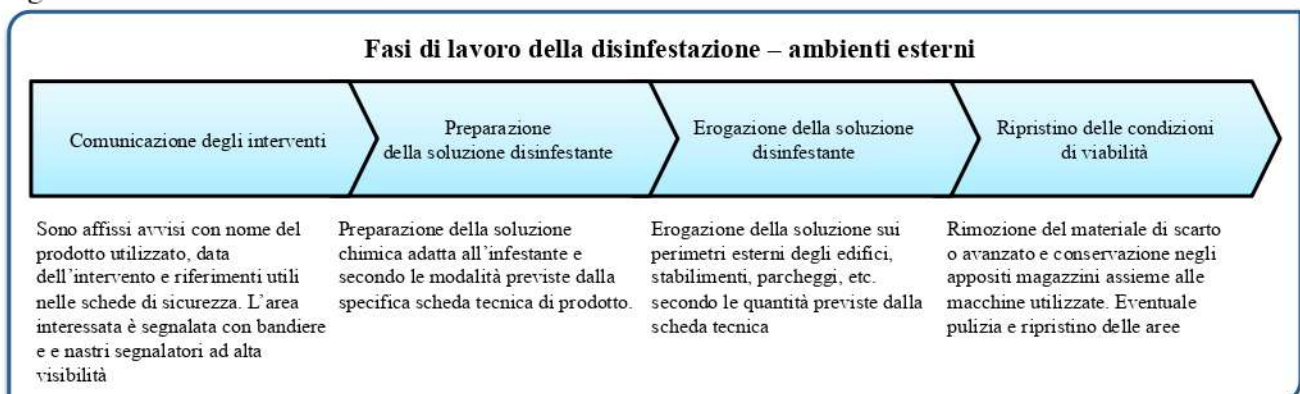 Fasi di lavoro della disinfestazione – ambienti esterni
Comunicazione degli interventi
Preparazione
della soluzione disinfestante
Erogazione della soluzione
disinfestante
Ripristino delle condizioni
di viabilità
Sono affissi avvisi con nome del
prodotto utilizzato, data
dell'intervento e riferimenti utili
nelle schede di sicurezza. L'area
interessata è segnalata con bandiere
e e nastri segnalatori ad alta
visibilità
Preparazione della soluzione
chimica adatta all'infestante e
secondo le modalità previste dalla
specifica scheda tecnica di prodotto.
Erogazione della soluzione sui
perimetri esterni degli edifici,
stabilimenti, parcheggi, etc.
secondo le quantità previste dalla
scheda tecnica
Rimozione del materiale di scarto
o avanzato e conservazione negli
appositi magazzini assieme alle
macchine utilizzate. Eventuale
pulizia e ripristino delle aree